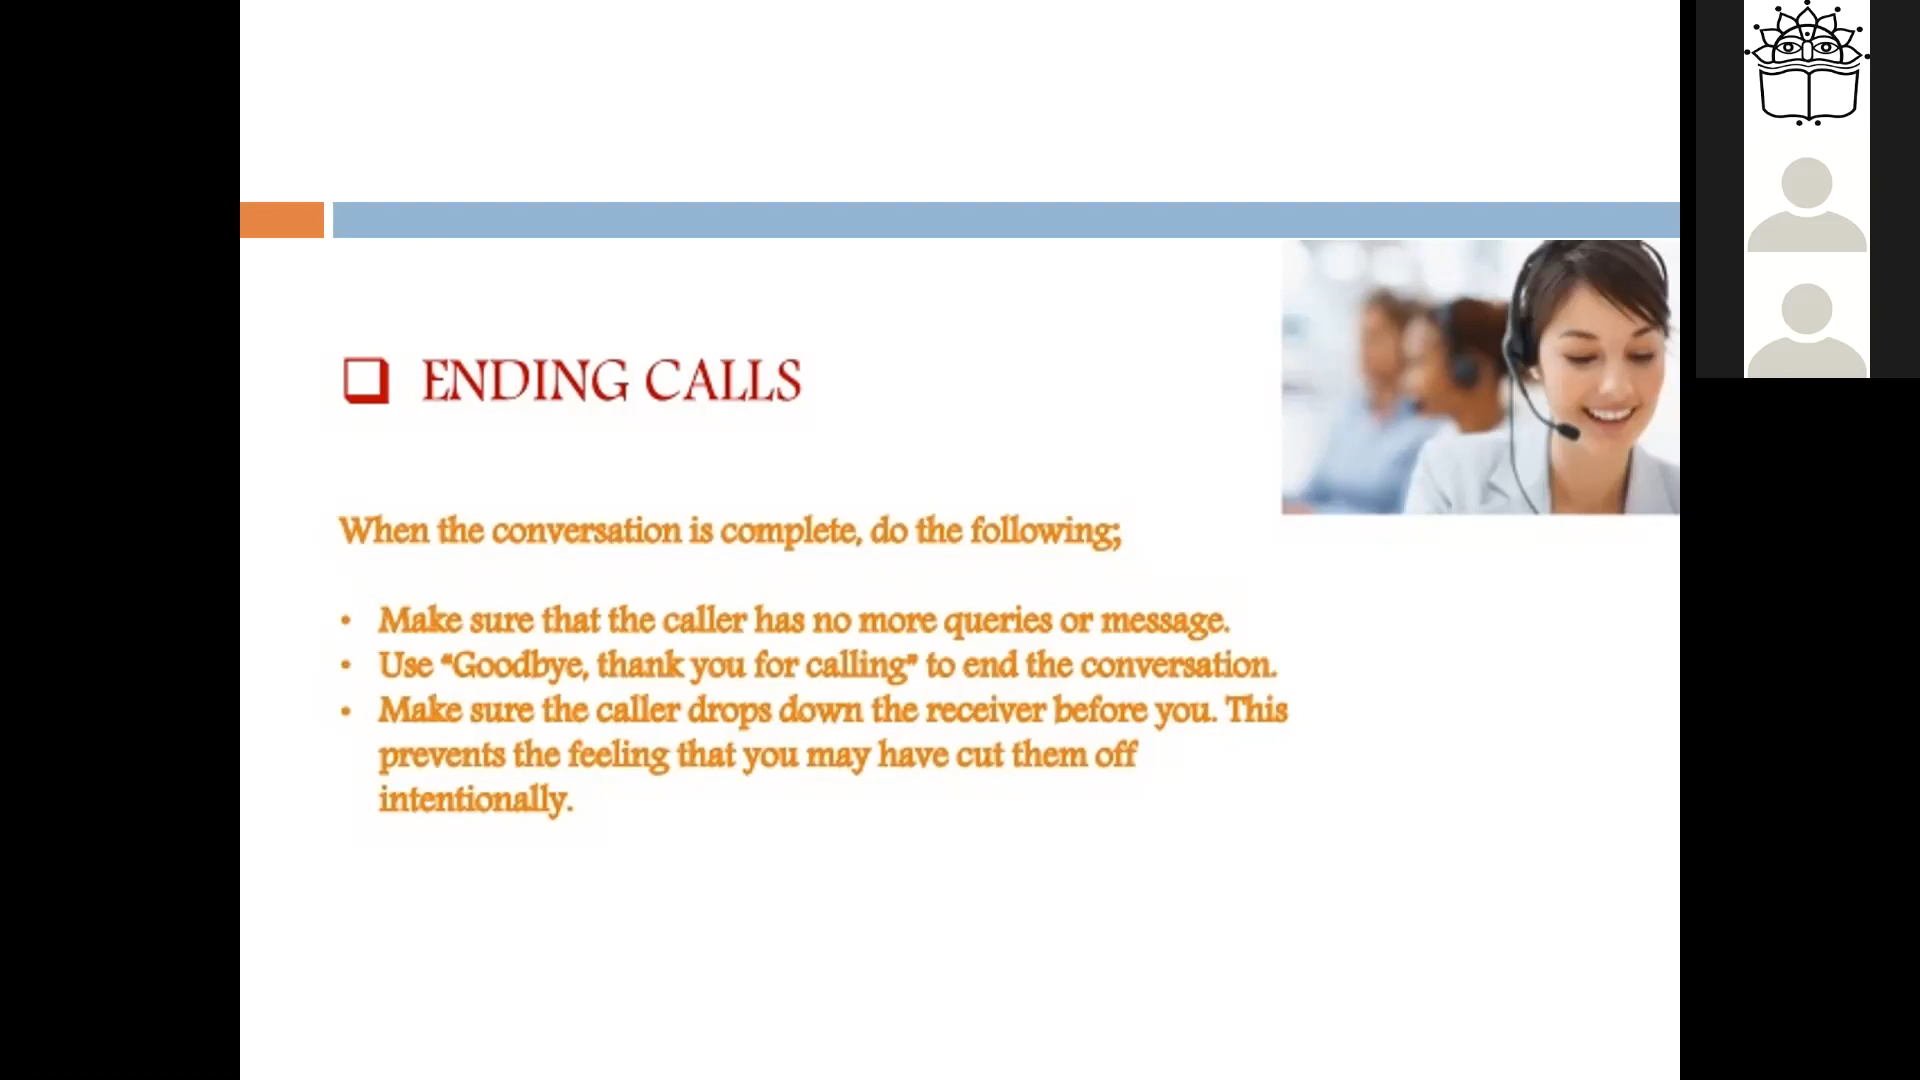 ENDING CALLS
When the conversation is complete, do the following;
• Make sure that the caller has no more queries or message.
• Use “Goodbye, thank you for calling” to end the conversation.
• Make sure the caller drops down the receiver before you. This
prevents the feeling that you may have cut them off
intentionally.